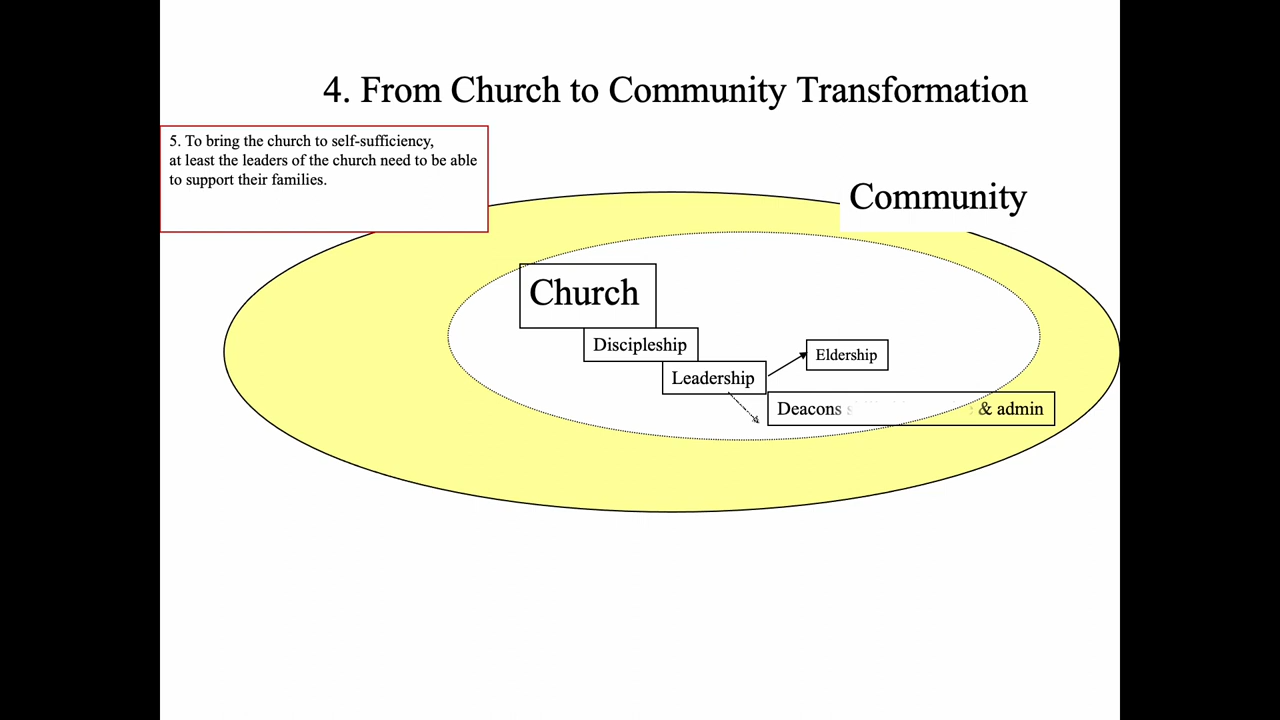 4. From Church to Community Transformation
5. To bring the church to self-sufficiency,
at least the leaders of the church need to be able
to support their families.
Community
Church
Discipleship
Leadership
Eldership
Deacons & admin